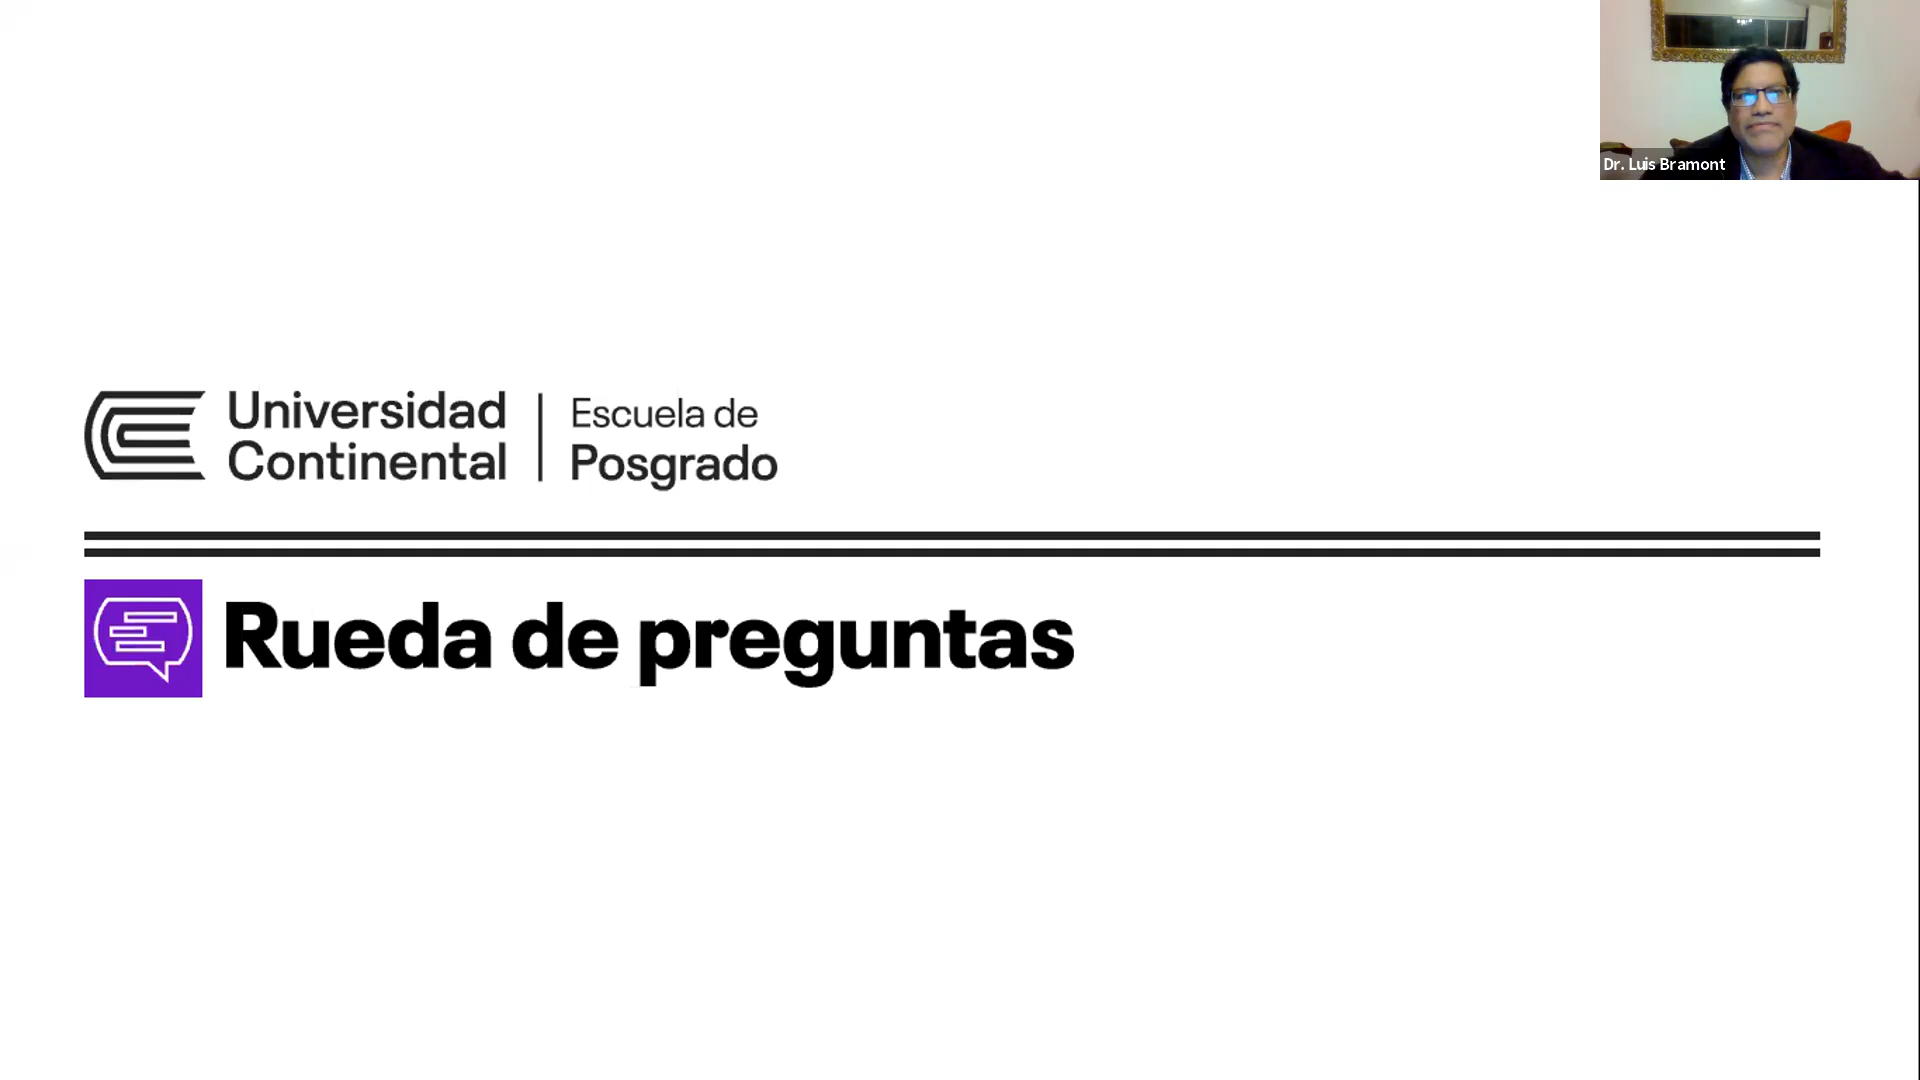 Dr. Luis Bramont
Universidad
Continental
Escuela de
Posgrado
Rueda de preguntas